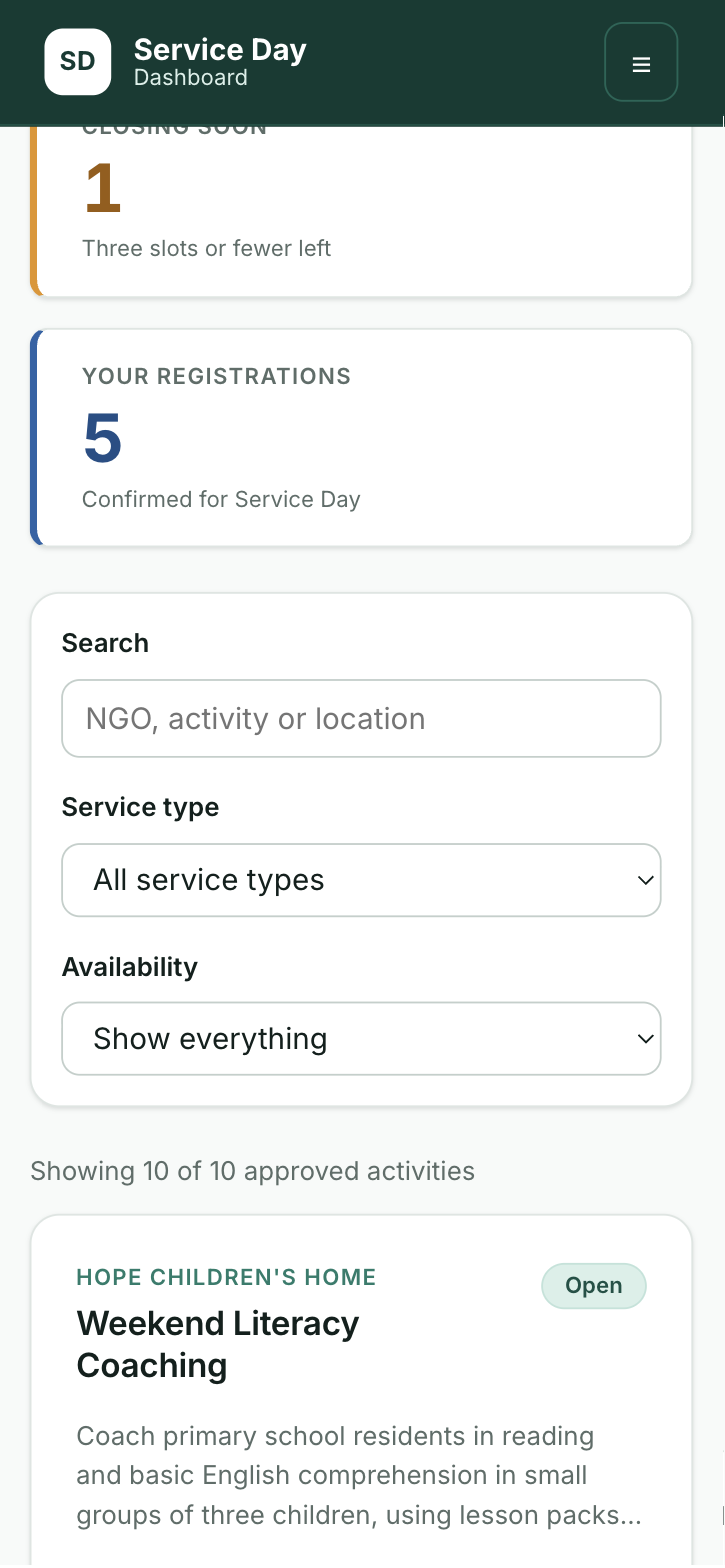 SD
Service Day
Dashboard
≡
CLOSING SOON
1
Three slots or fewer left
YOUR REGISTRATIONS
5
Confirmed for Service Day
Search
NGO, activity or location
Service type
All service types
Availability
Show everything
Showing 10 of 10 approved activities
HOPE CHILDREN'S HOME
Open
Weekend Literacy
Coaching
Coach primary school residents in reading
and basic English comprehension in small
groups of three children, using lesson packs...